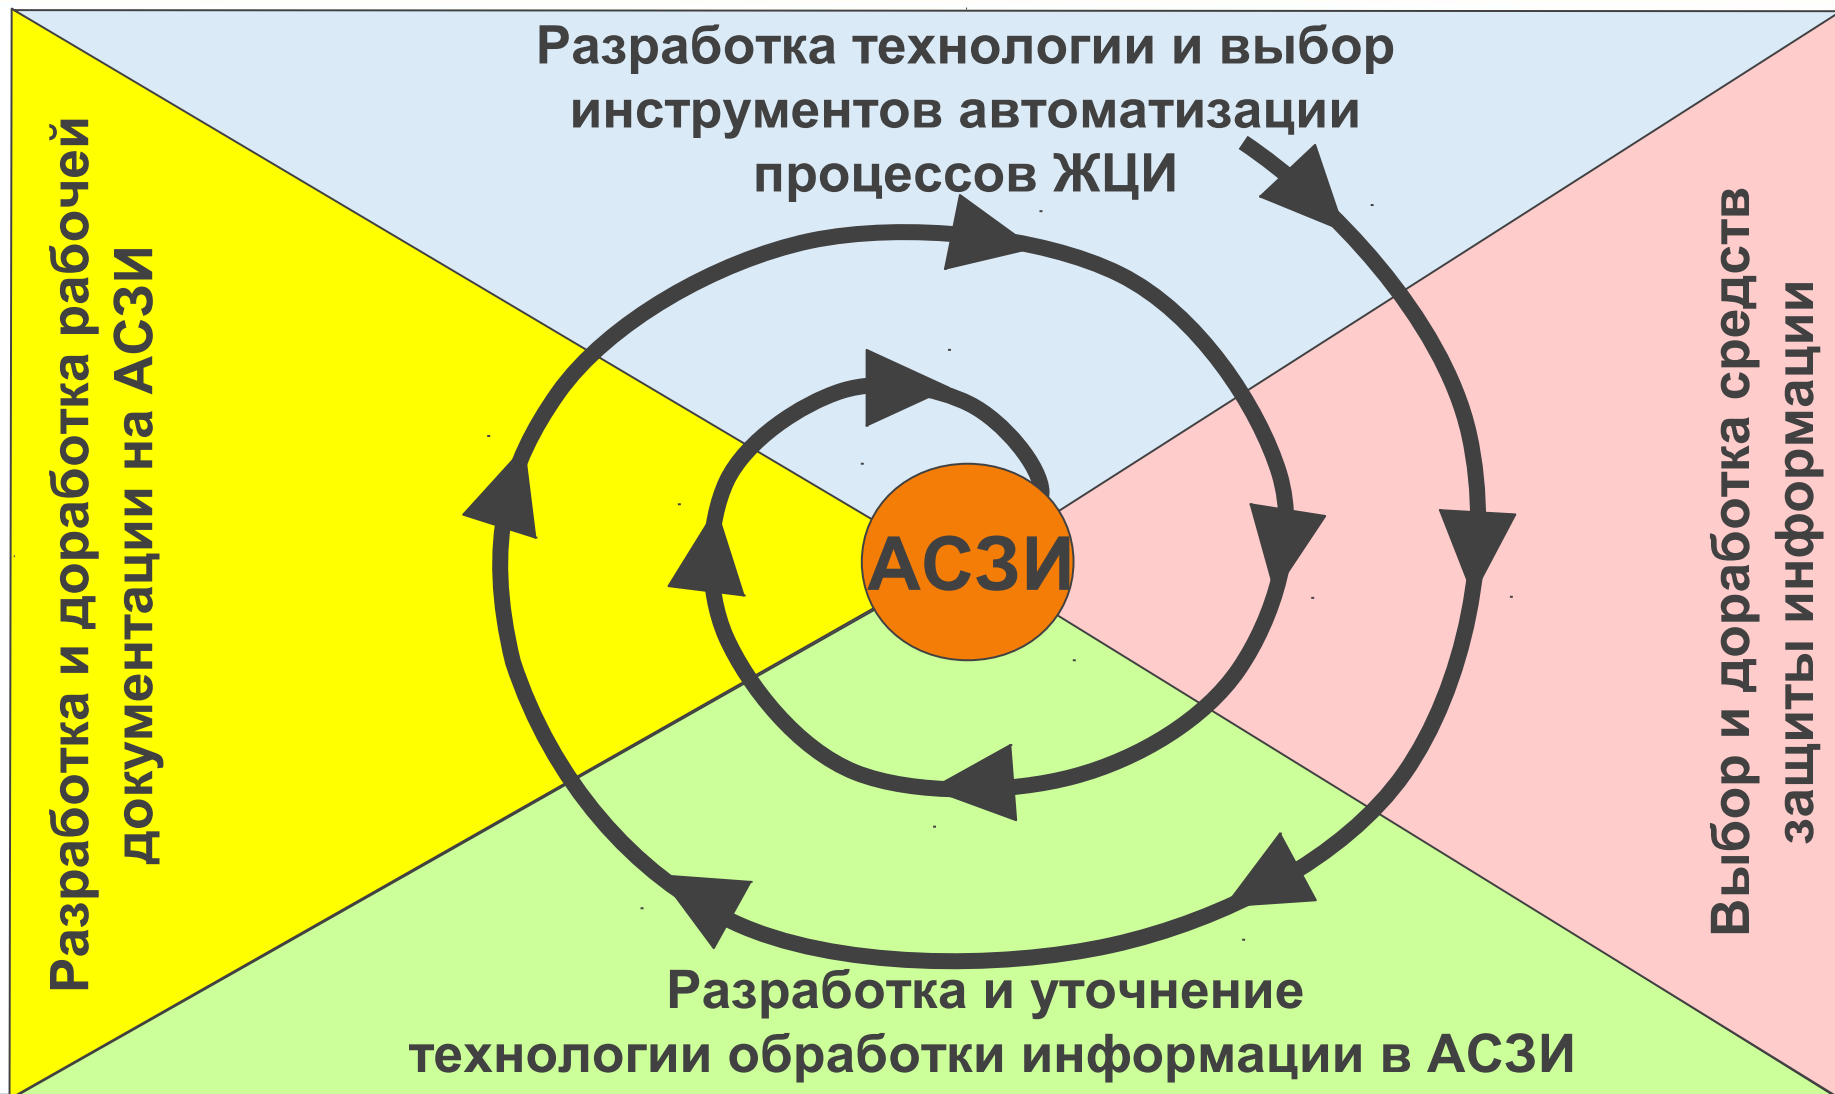 Разработка технологии и выбор
инструментов автоматизации
процессов ЖЦИ
Разработка и доработка рабочей
документации на АСЗИ
АСЗИ
Выбор и доработка средств
защиты информации
Разработка и уточнение
технологии обработки информации в АСЗИ